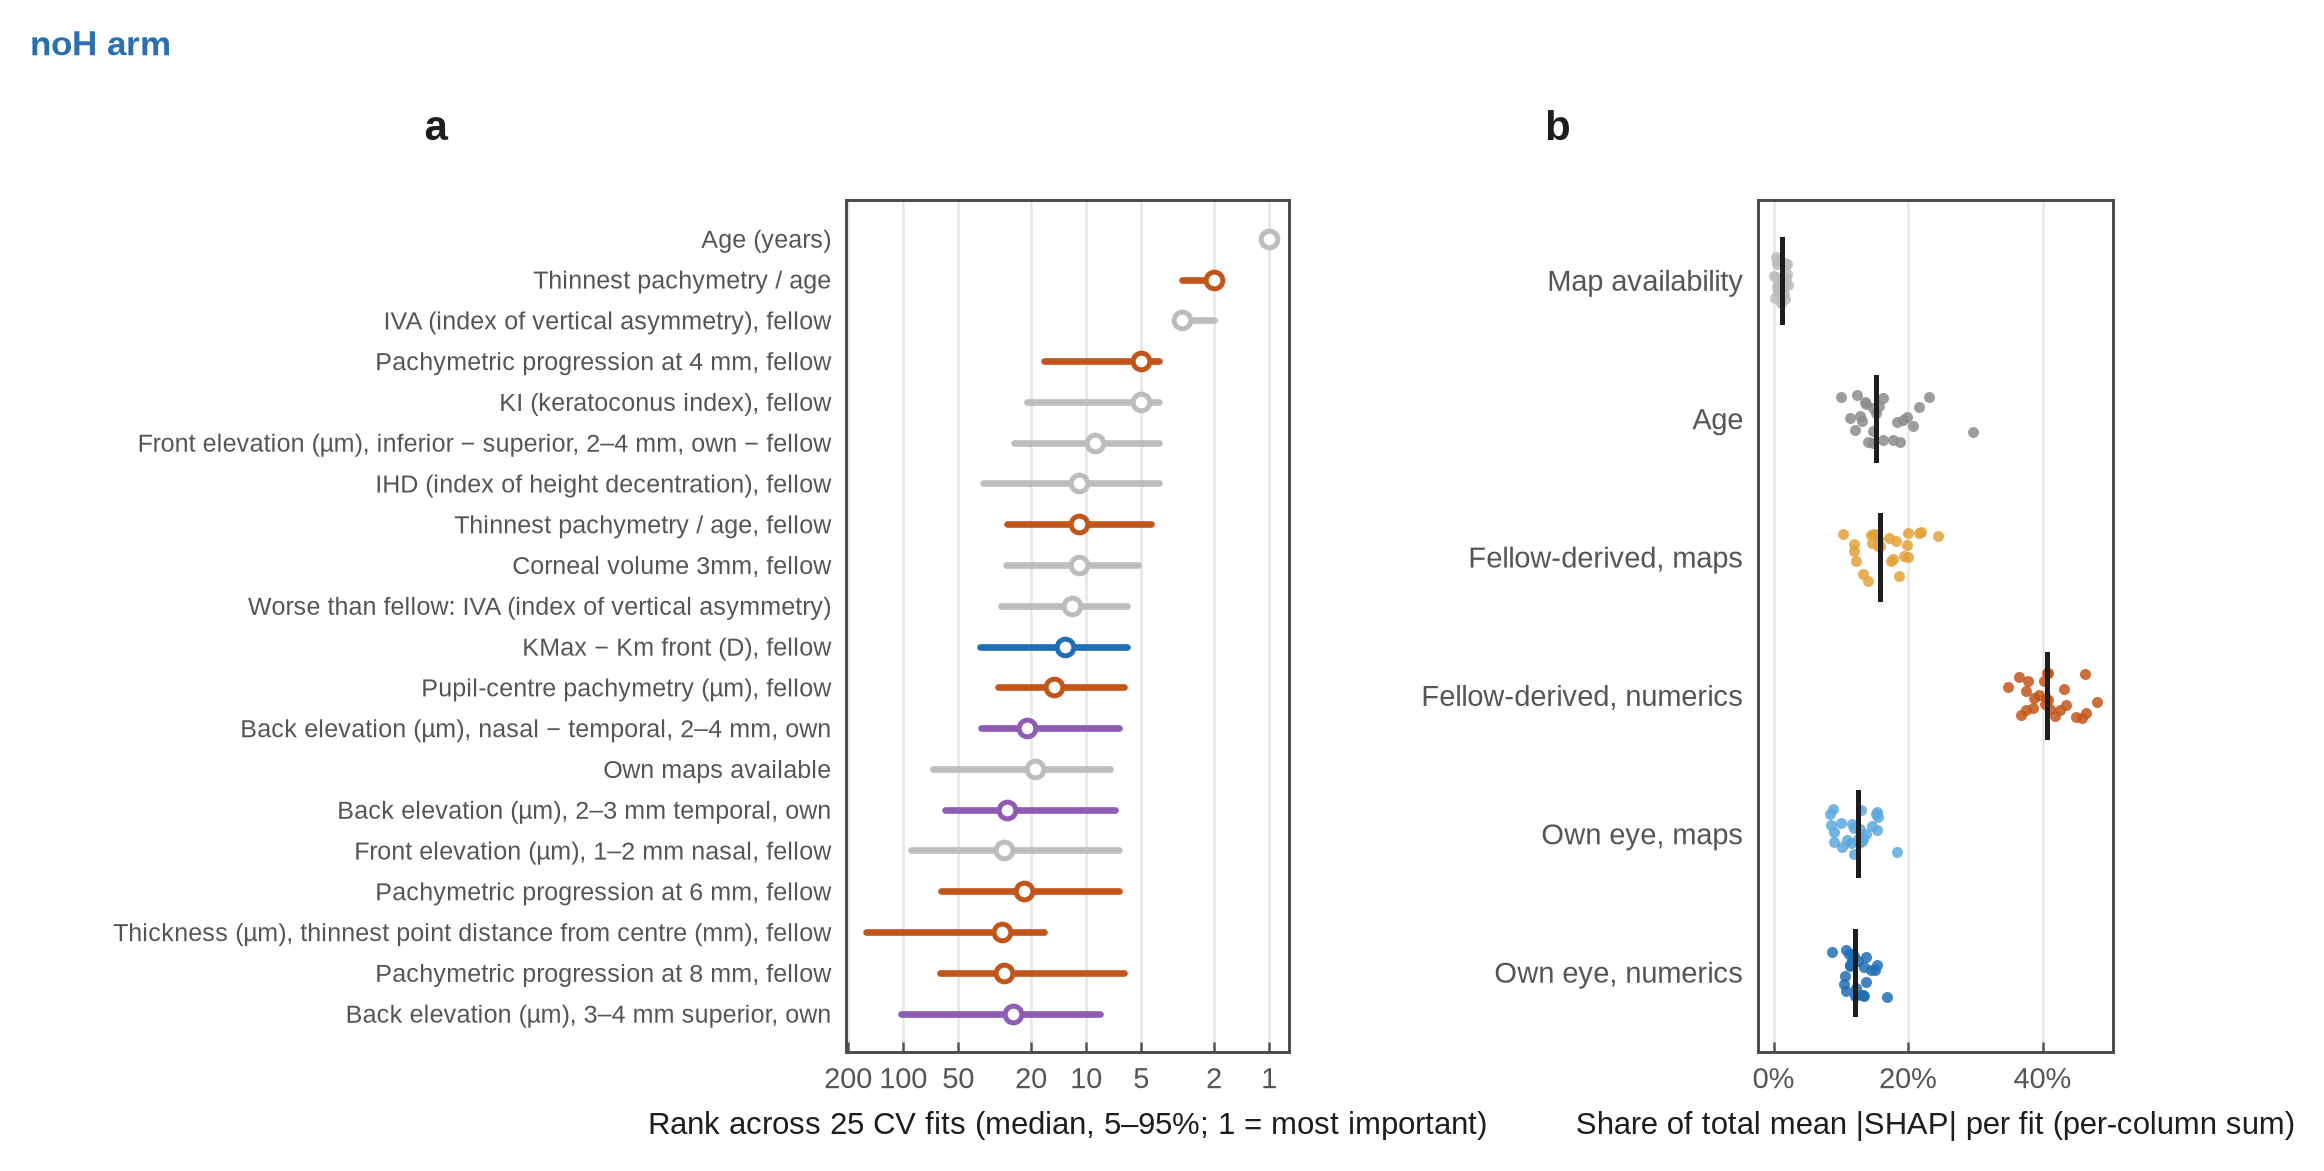 noH arm
a
b
Age (years)
Thinnest pachymetry / age
IVA (index of vertical asymmetry), fellow
Pachymetric progression at 4 mm, fellow
KI (keratoconus index), fellow
Front elevation (µm), inferior − superior, 2–4 mm, own − fellow
IHD (index of height decentration), fellow
Thinnest pachymetry / age, fellow
Corneal volume 3mm, fellow
Worse than fellow: IVA (index of vertical asymmetry)
KMax − Km front (D), fellow
Pupil-centre pachymetry (µm), fellow
Back elevation (µm), nasal − temporal, 2–4 mm, own
Own maps available
Back elevation (µm), 2–3 mm temporal, own
Front elevation (µm), 1–2 mm nasal, fellow
Pachymetric progression at 6 mm, fellow
Thickness (µm), thinnest point distance from centre (mm), fellow
Pachymetric progression at 8 mm, fellow
Back elevation (µm), 3–4 mm superior, own
200 100 50 20 10 5 2 1
Rank across 25 CV fits (median, 5–95%; 1 = most important)
Map availability
Age
Fellow-derived, maps
Fellow-derived, numerics
Own eye, maps
Own eye, numerics
0% 20% 40%
Share of total mean |SHAP| per fit (per-column sum)